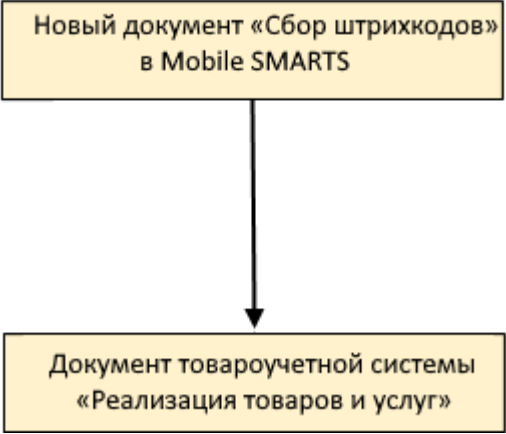 Новый документ «Сбор штрихкодов»
в Mobile SMARTS
Документ товароучетной системы
«Реализация товаров и услуг»